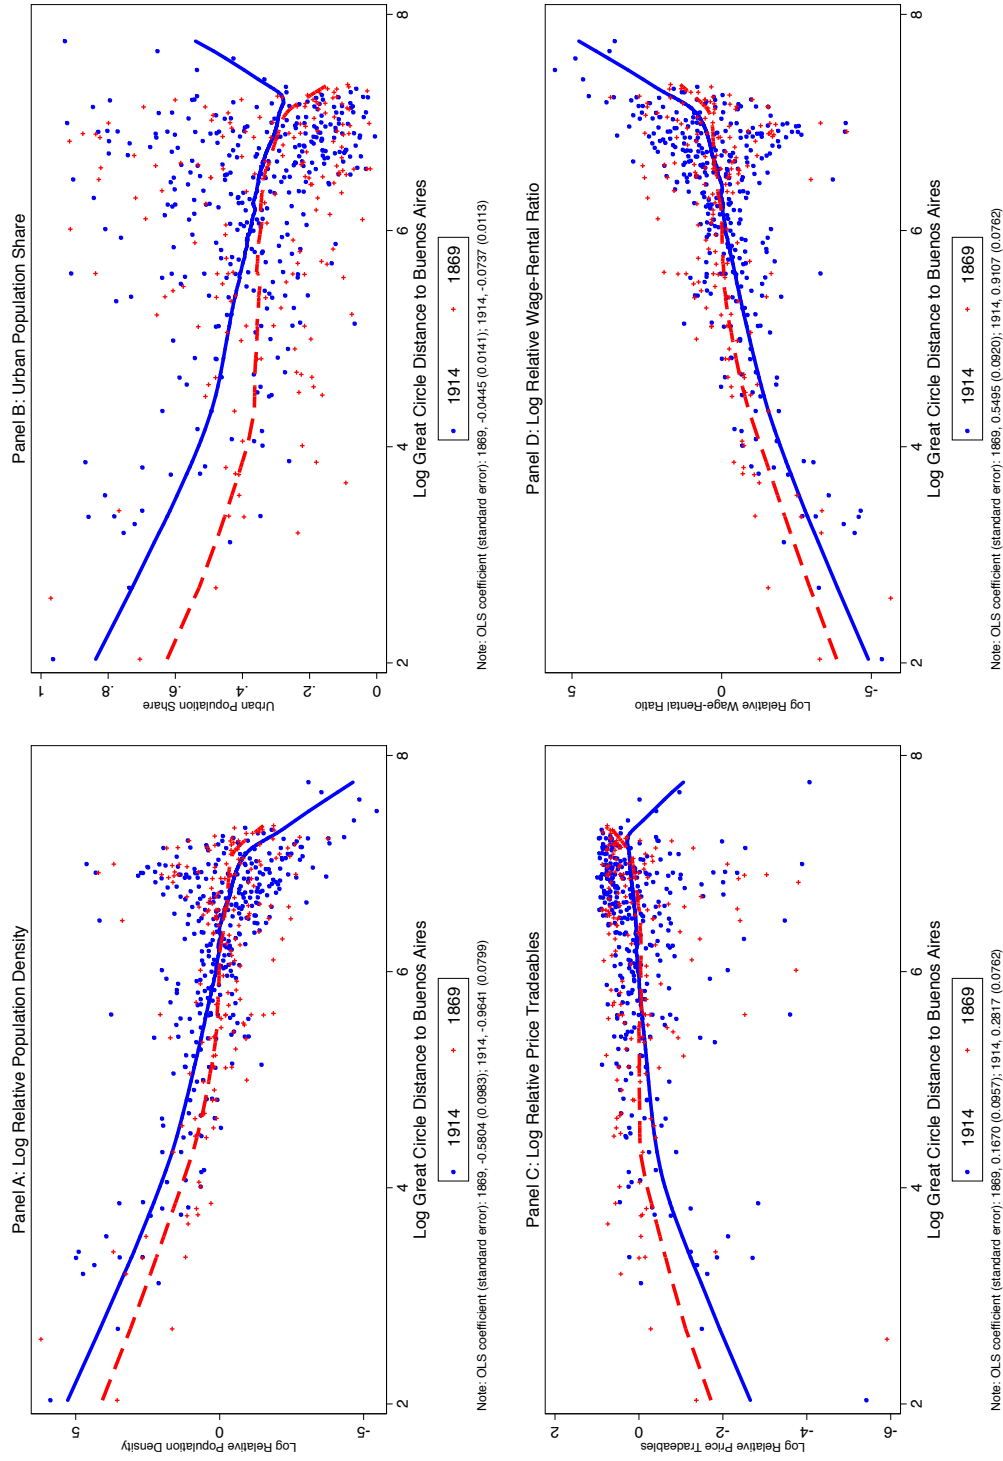 Panel A: Log Relative Population Density
Log Relative Population Density
5
0
-5
2
4
6
8
Log Great Circle Distance to Buenos Aires
1914
1869
Note: OLS coefficient (standard error): 1869, -0.5804 (0.0983); 1914, -0.9641 (0.0799)
Panel B: Urban Population Share
Urban Population Share
1
.8
.6
.4
.2
0
2
4
6
8
Log Great Circle Distance to Buenos Aires
1914
1869
Note: OLS coefficient (standard error): 1869, -0.0445 (0.0141); 1914, -0.0737 (0.0113)
Panel C: Log Relative Price Tradeables
Log Relative Price Tradeables
2
0
-2
-4
-6
2
4
6
8
Log Great Circle Distance to Buenos Aires
1914
1869
Note: OLS coefficient (standard error): 1869, 0.1670 (0.0957); 1914, 0.2817 (0.0762)
Panel D: Log Relative Wage-Rental Ratio
Log Relative Wage-Rental Ratio
5
0
-5
2
4
6
8
Log Great Circle Distance to Buenos Aires
1914
1869
Note: OLS coefficient (standard error): 1869, 0.5495 (0.0920); 1914, 0.9107 (0.0762)